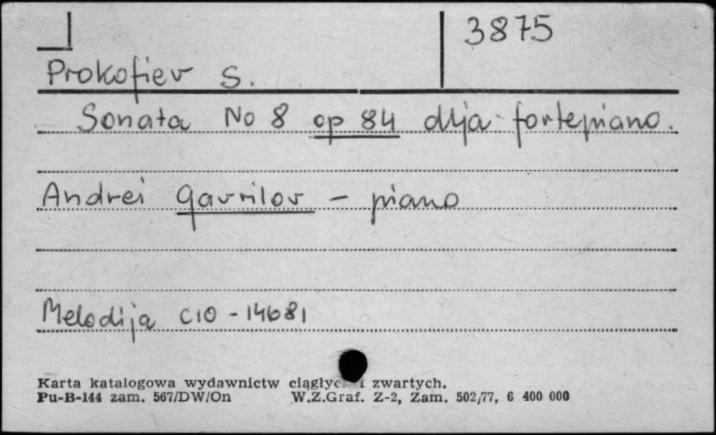 3875
Prokofiev S.
Sonata No 8 op 84 dlja fortepiano.
Andrei Gavrilov - piano
Melodija C10 - 14681
Karta katalogowa wydawnictw zwartych.
Pu-B-144 zam. 567/DW/On W.Z.Graf. Z-2, Zam. 502/77, 6 400 000